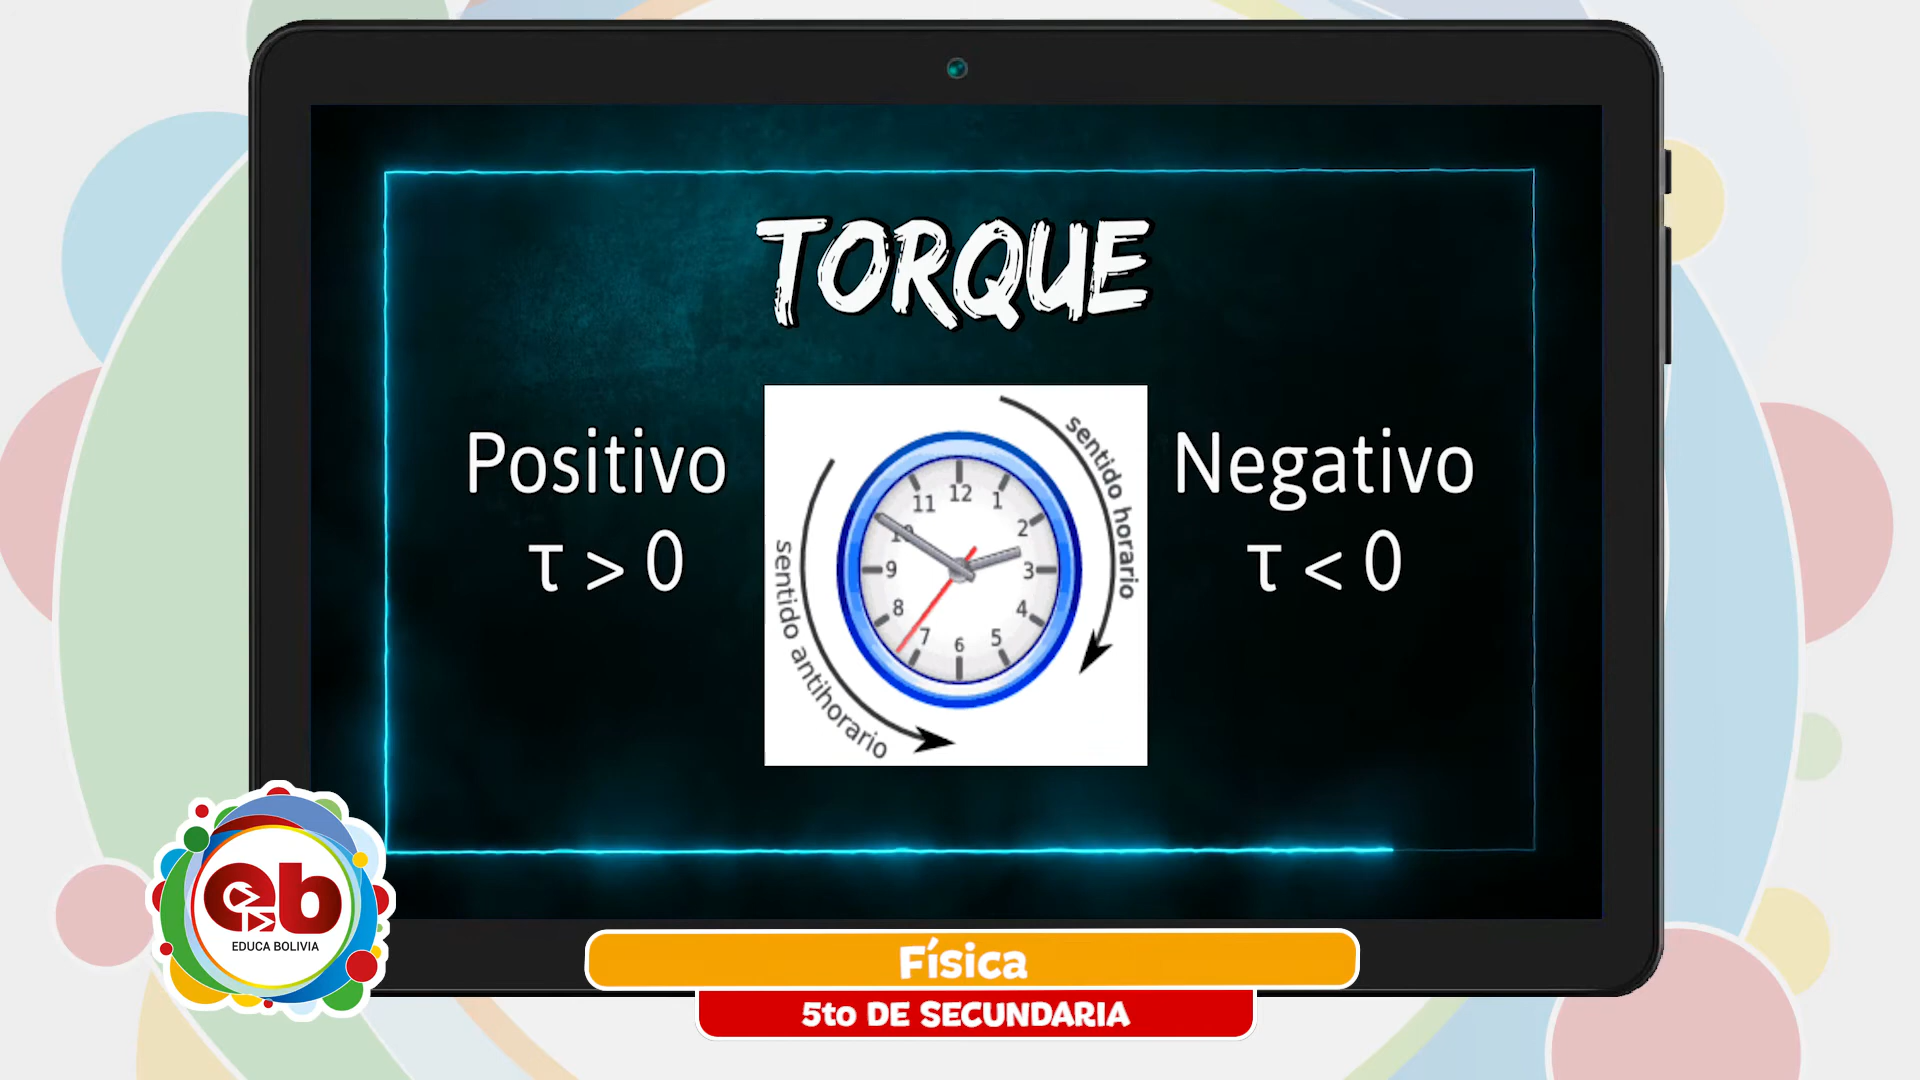 TORQUE
Positivo
τ > 0
sentido antihorario
12
1
2
3
4
5
6
7
8
9
10
11
sentido horario
Negativo
τ < 0
eb
EDUCA BOLIVIA
Física
5to DE SECUNDARIA